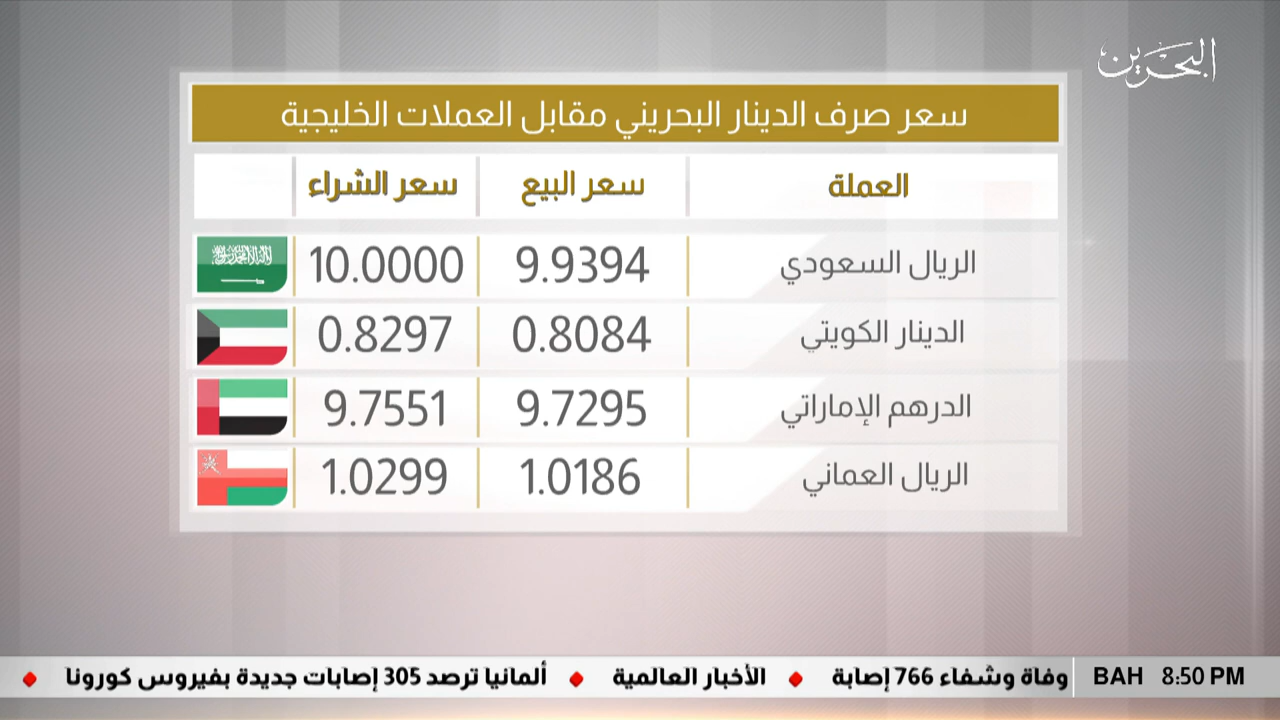 البحرين
سعر صرف الدينار البحريني مقابل العملات الخليجية
العملة سعر البيع سعر الشراء
الريال السعودي 9.9394 10.0000
الدينار الكويتي 0.8084 0.8297
الدرهم الإماراتي 9.7295 9.7551
الريال العماني 1.0186 1.0299
BAH 8:50 PM
وفاة وشفاء 766 إصابة ♦ الأخبار العالمية ♦ ألمانيا ترصد 305 إصابات جديدة بفيروس كورونا ♦